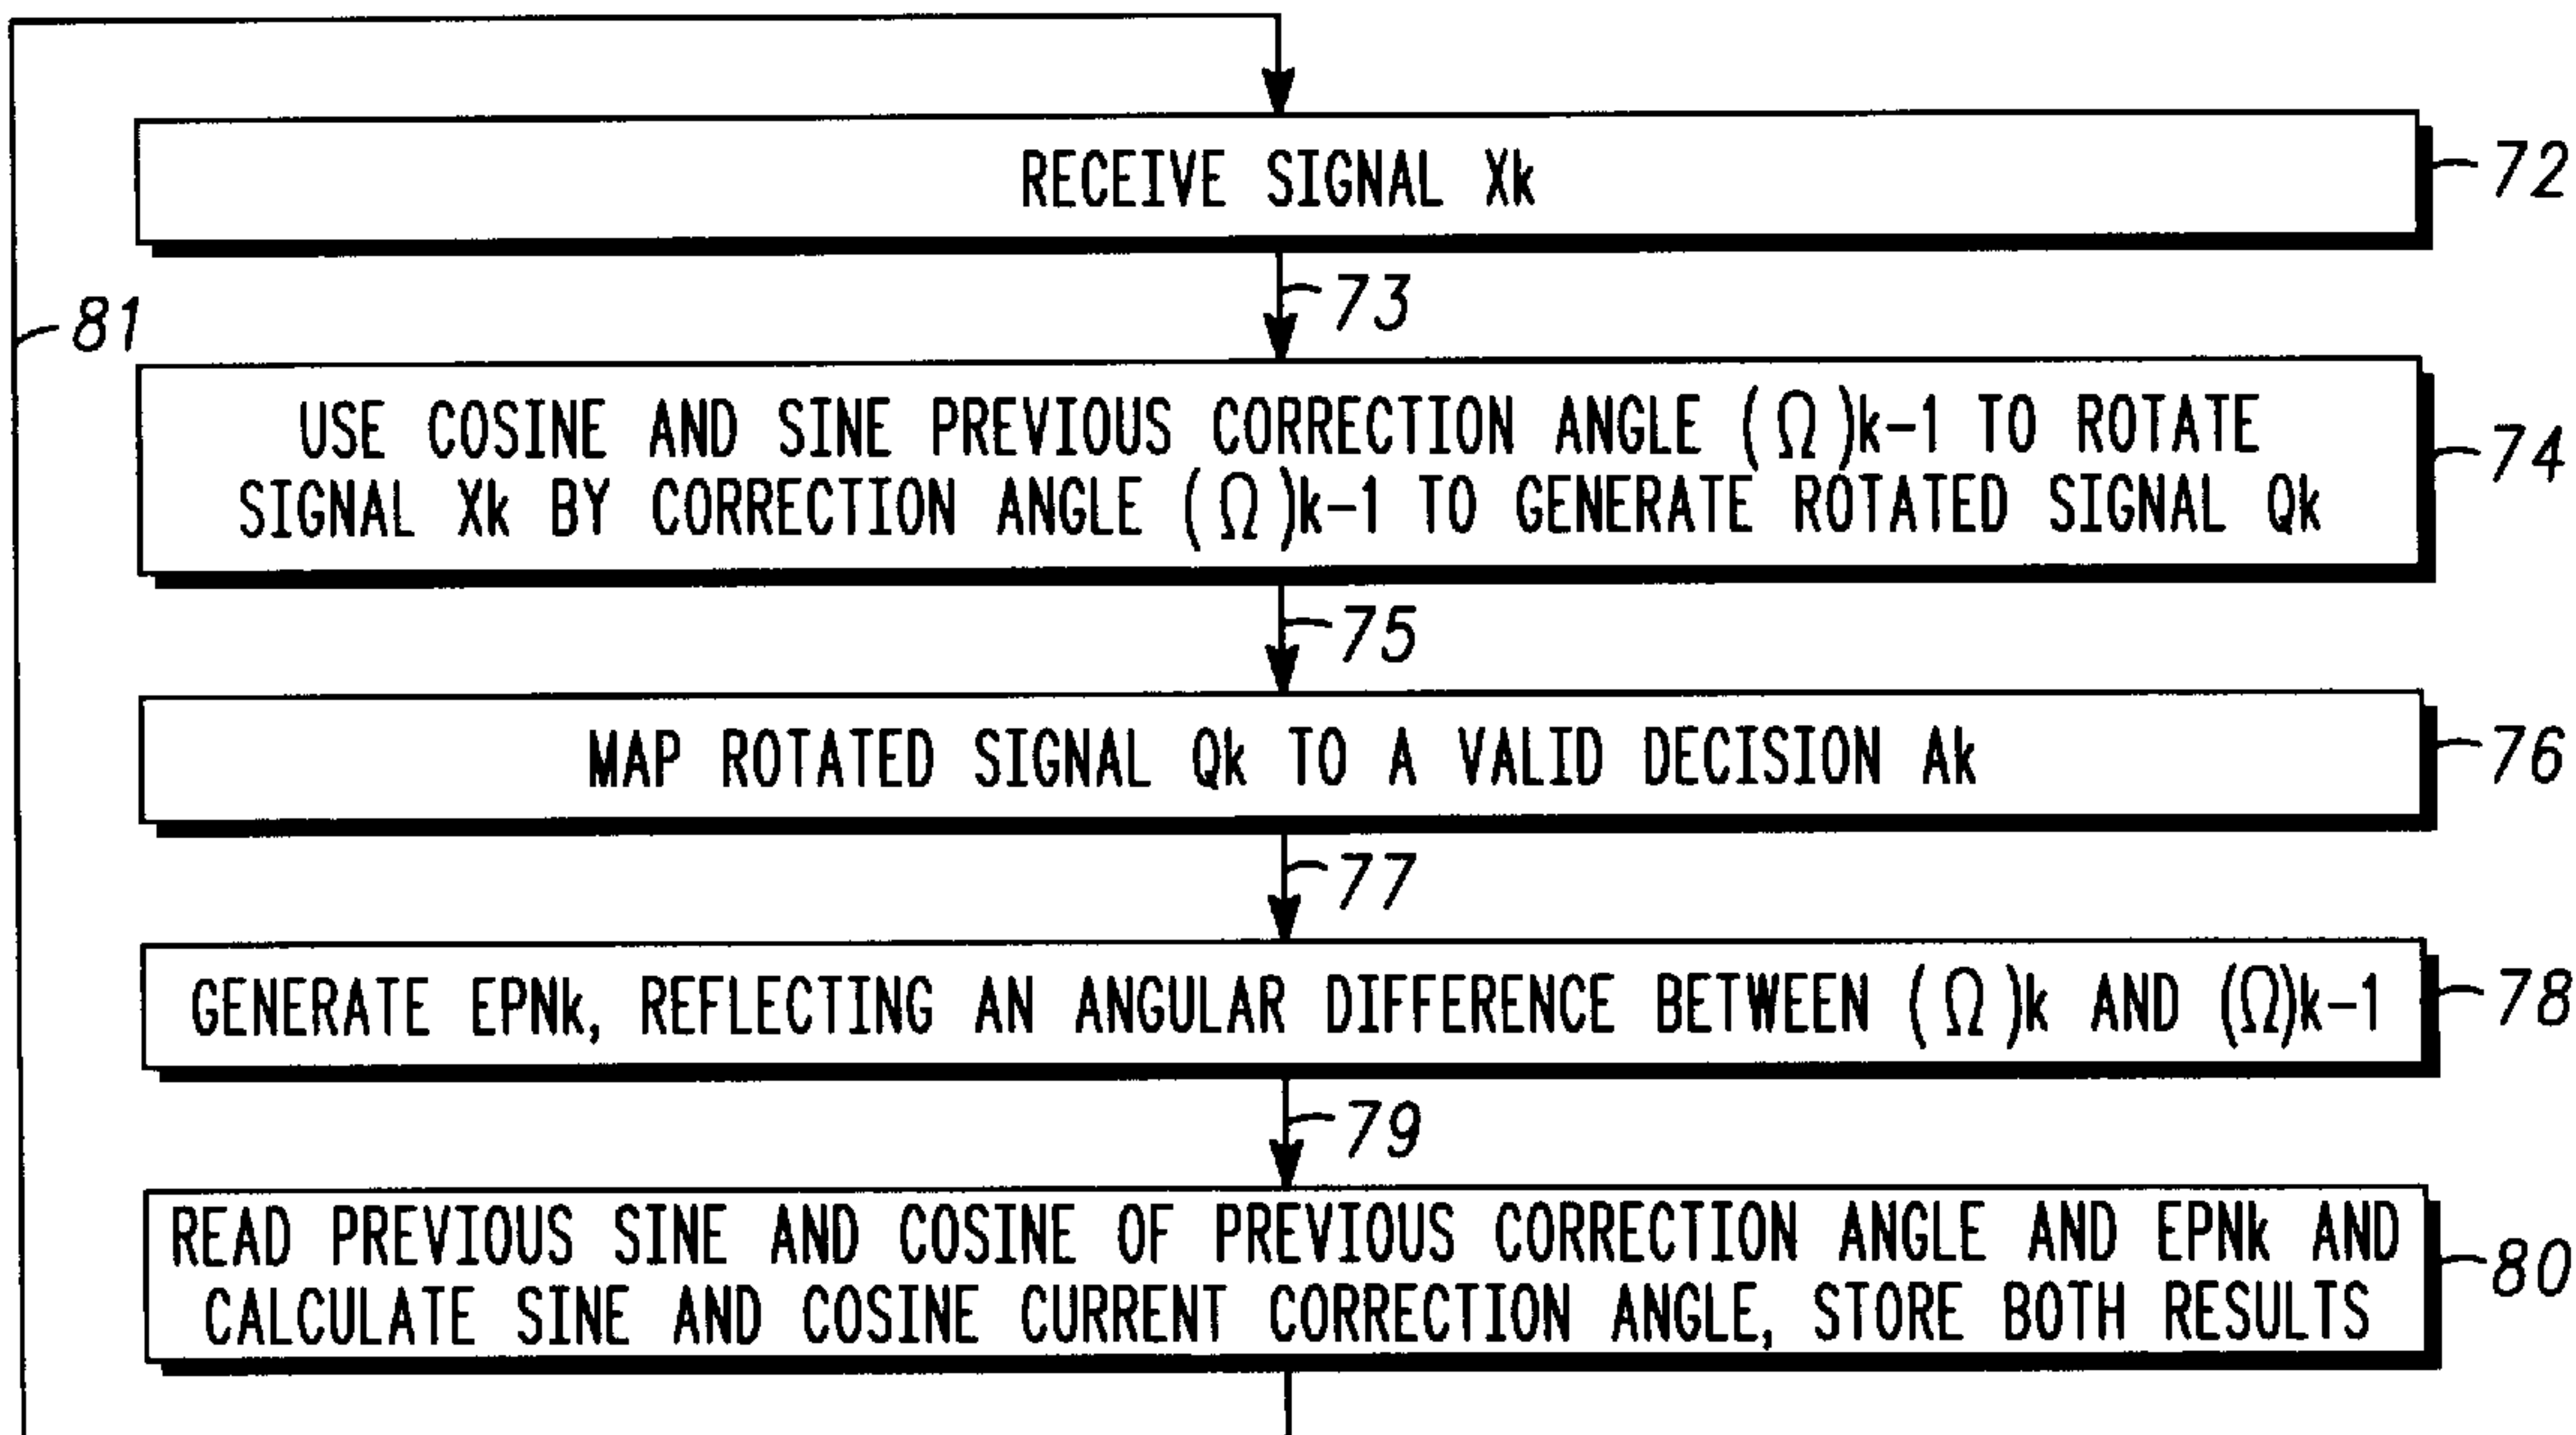 RECEIVE SIGNAL Xk
72
73
81
USE COSINE AND SINE PREVIOUS CORRECTION ANGLE (Ω)k-1 TO ROTATE
SIGNAL Xk BY CORRECTION ANGLE (Ω)k-1 TO GENERATE ROTATED SIGNAL Qk
74
75
MAP ROTATED SIGNAL Qk TO A VALID DECISION Ak
76
77
GENERATE EPNk, REFLECTING AN ANGULAR DIFFERENCE BETWEEN (Ω)k AND (Ω)k-1
78
79
READ PREVIOUS SINE AND COSINE OF PREVIOUS CORRECTION ANGLE AND EPNk AND
CALCULATE SINE AND COSINE CURRENT CORRECTION ANGLE, STORE BOTH RESULTS
80